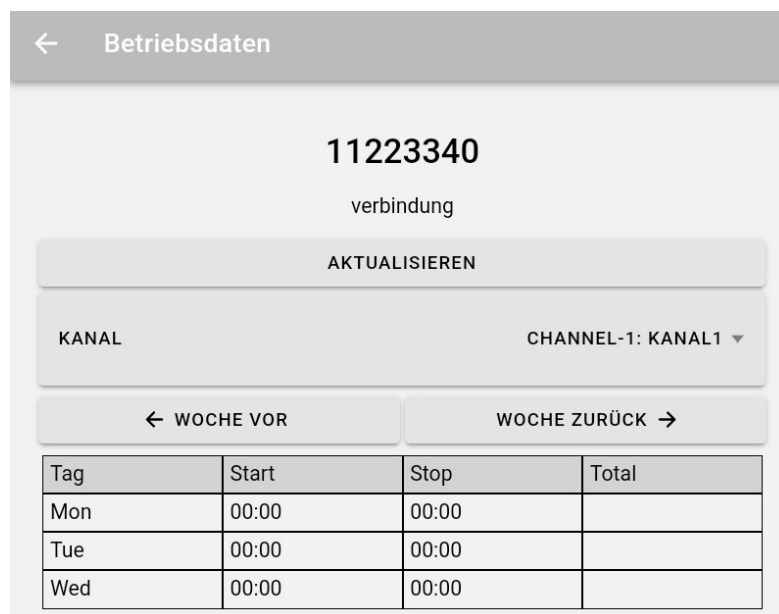 Betriebsdaten
11223340
verbindung
AKTUALISIEREN
KANAL CHANNEL-1: KANAL1
← WOCHE VOR WOCHE ZURÜCK →
Tag Start Stop Total
Mon 00:00 00:00
Tue 00:00 00:00
Wed 00:00 00:00